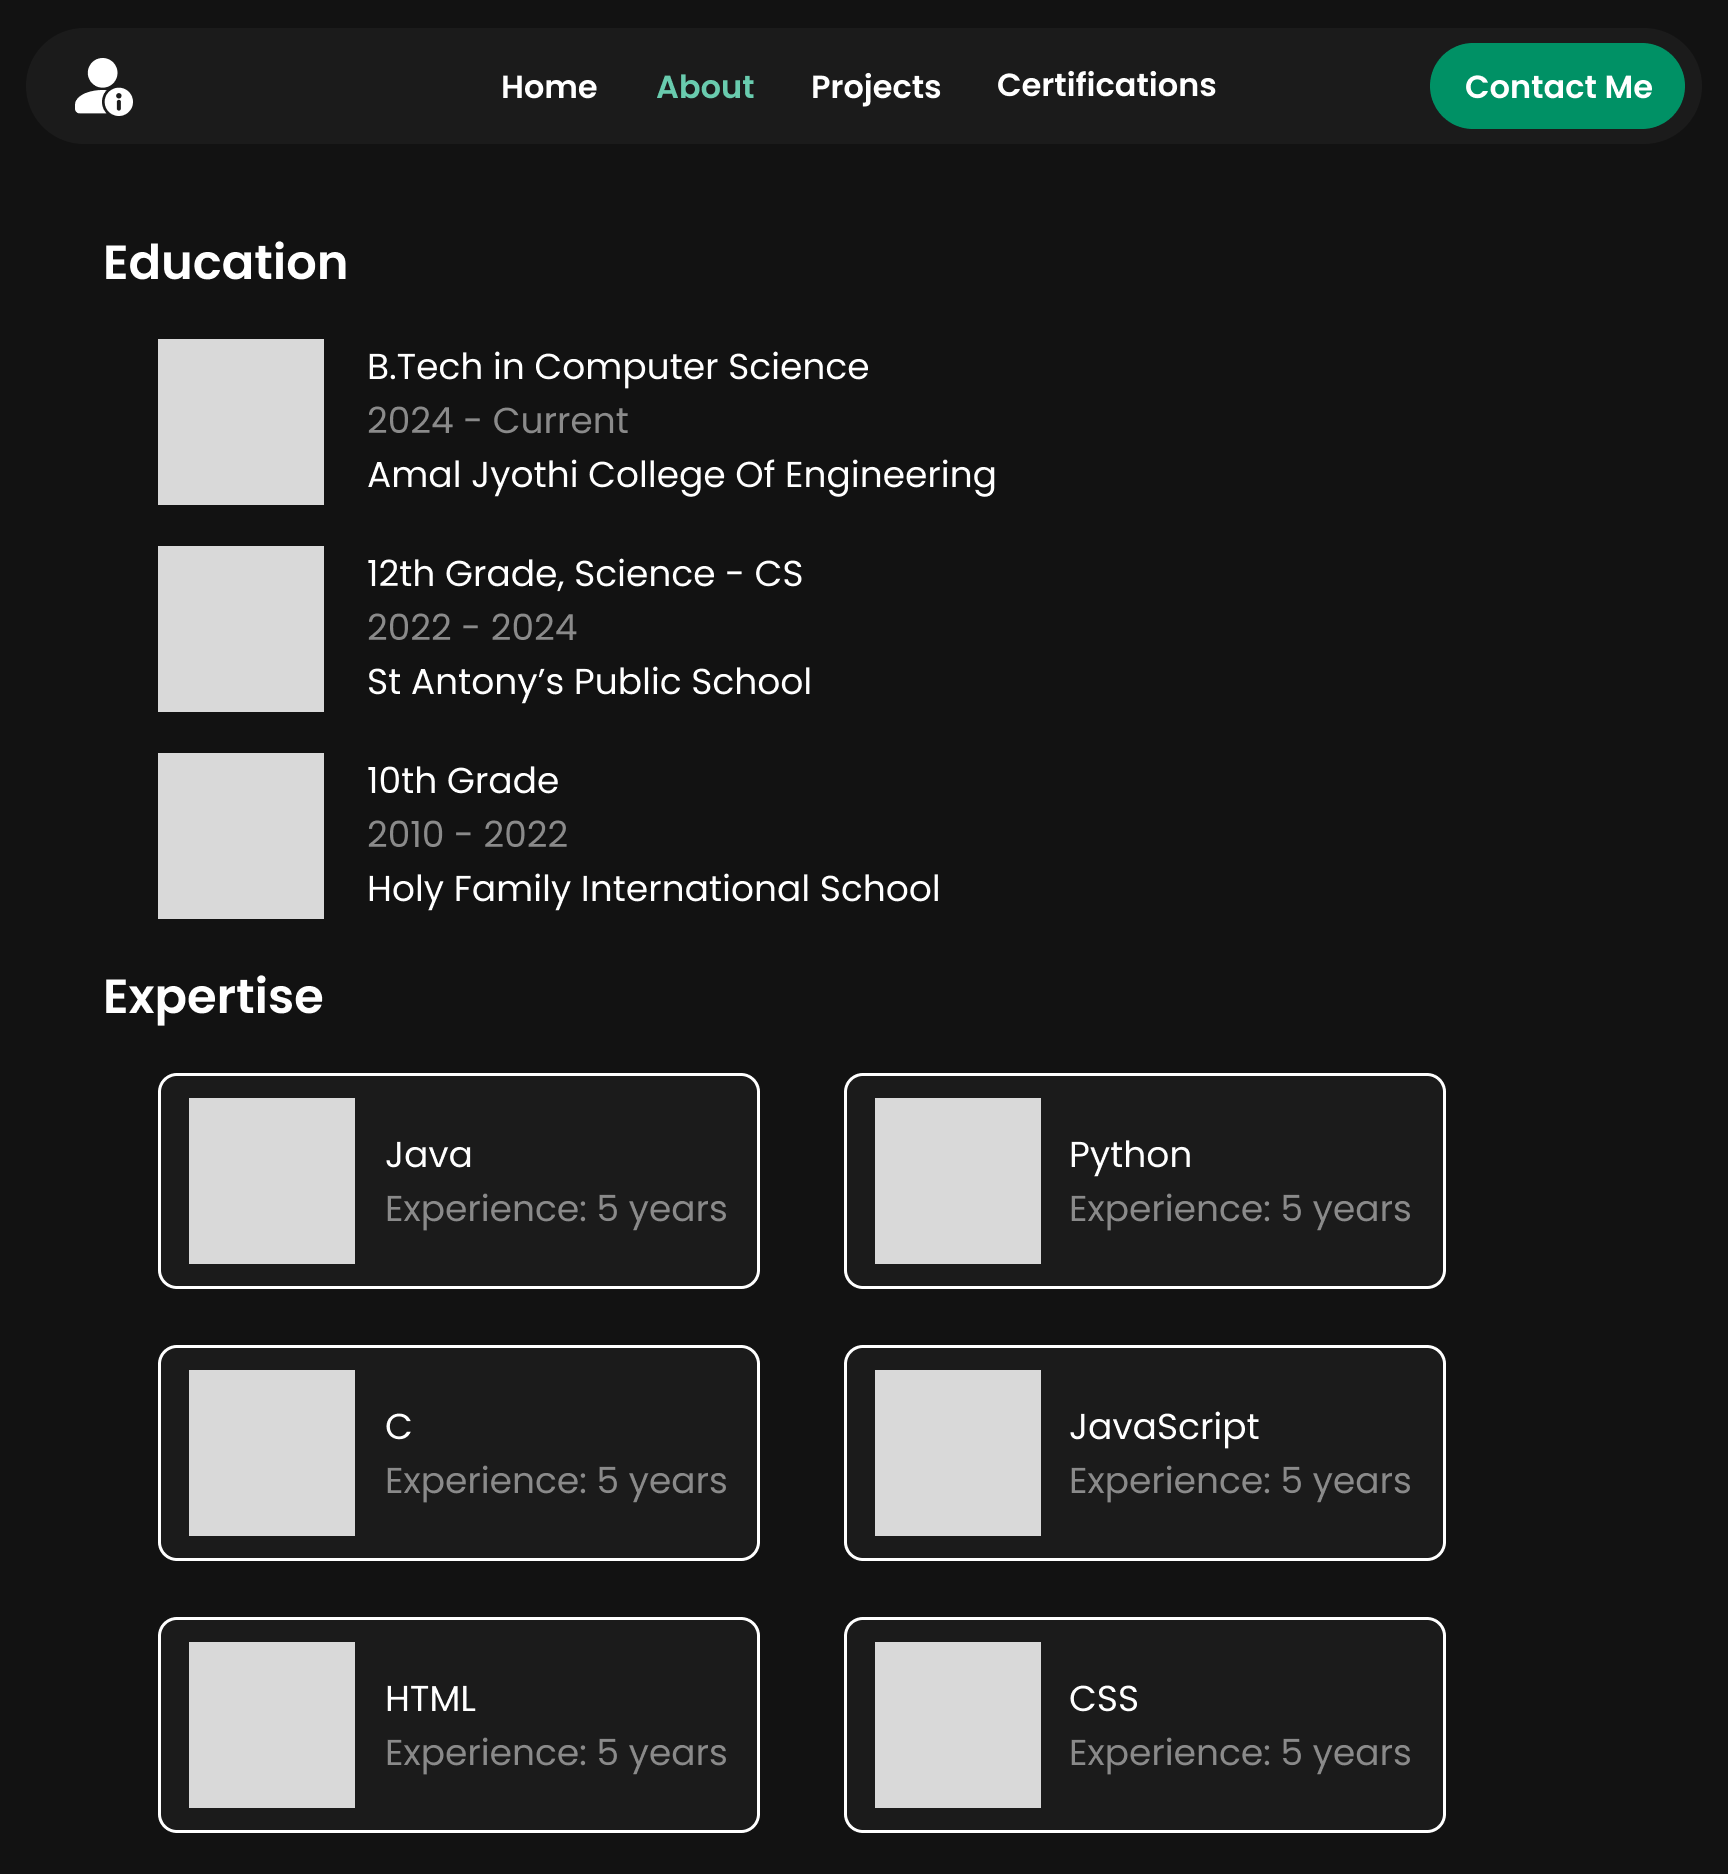 Home About Projects Certifications Contact Me
Education
B.Tech in Computer Science
2024 - Current
Amal Jyothi College Of Engineering
12th Grade, Science - CS
2022 - 2024
St Antony’s Public School
10th Grade
2010 - 2022
Holy Family International School
Expertise
Java
Experience: 5 years
Python
Experience: 5 years
C
Experience: 5 years
JavaScript
Experience: 5 years
HTML
Experience: 5 years
CSS
Experience: 5 years